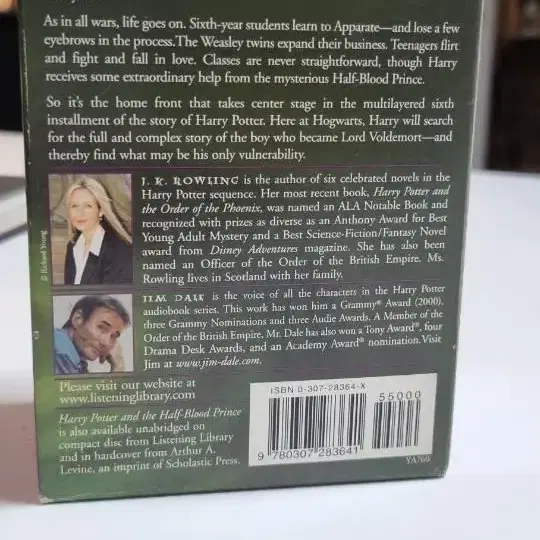 As in all wars, life goes on. Sixth-year students learn to Apparate—and lose a few
eyebrows in the process.The Weasley twins expand their business. Teenagers flirt
and fight and fall in love. Classes are never straightforward, though Harry
receives some extraordinary help from the mysterious Half-Blood Prince.
So it's the home front that takes center stage in the multilayered sixth
installment of the story of Harry Potter. Here at Hogwarts, Harry will search
for the full and complex story of the boy who became Lord Voldemort—and
thereby find what may be his only vulnerability.
J. K. ROWLING is the author of six celebrated novels in the
Harry Potter sequence. Her most recent book, Harry Potter and
the Order of the Phoenix, was named an ALA Notable Book and
recognized with prizes as diverse as an Anthony Award for Best
Young Adult Mystery and a Best Science-Fiction/Fantasy Novel
award from Disney Adventures magazine. She has also been
named an Officer of the Order of the British Empire. Ms.
Rowling lives in Scotland with her family.
© Richard Young
JIM DALE is the voice of all the characters in the Harry Potter
audiobook series. This work has won him a Grammy® Award (2000),
three Grammy Nominations and three Audie Awards. A Member of the
Order of the British Empire, Mr. Dale has also won a Tony Award®, four
Drama Desk Awards, and an Academy Award® nomination. Visit
Jim at www.jim-dale.com.
Please visit our website at
www.listeninglibrary.com.
Harry Potter and the Half-Blood Prince
is also available unabridged on
compact disc from Listening Library
and in hardcover from Arthur A.
Levine, an imprint of Scholastic Press.
ISBN 0-307-28364-X
55000
9 780307 283641
YA760